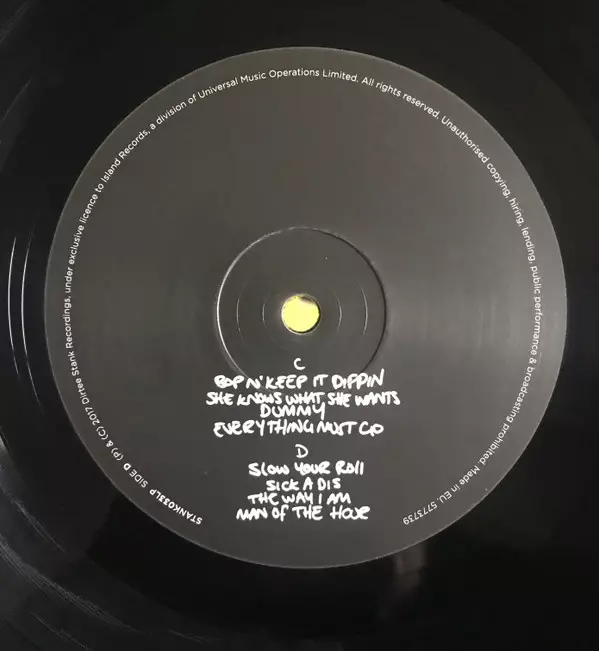 STANK033LP SIDE D (P) & (C) 2017 Dirtee Stank Recordings, under exclusive licence to Island Records, a division of Universal Music Operations Limited. All rights reserved. Unauthorised copying, hiring, lending, public performance & broadcasting prohibited. Made in EU. 5773739
C
BOP N' KEEP IT DIPPIN
SHE KNOWS WHAT SHE WANTS
DUMMY
EVERYTHING MUST GO
D
SLOW YOUR ROLL
SICK A DIS
THE WAY I AM
MAN OF THE HOUR